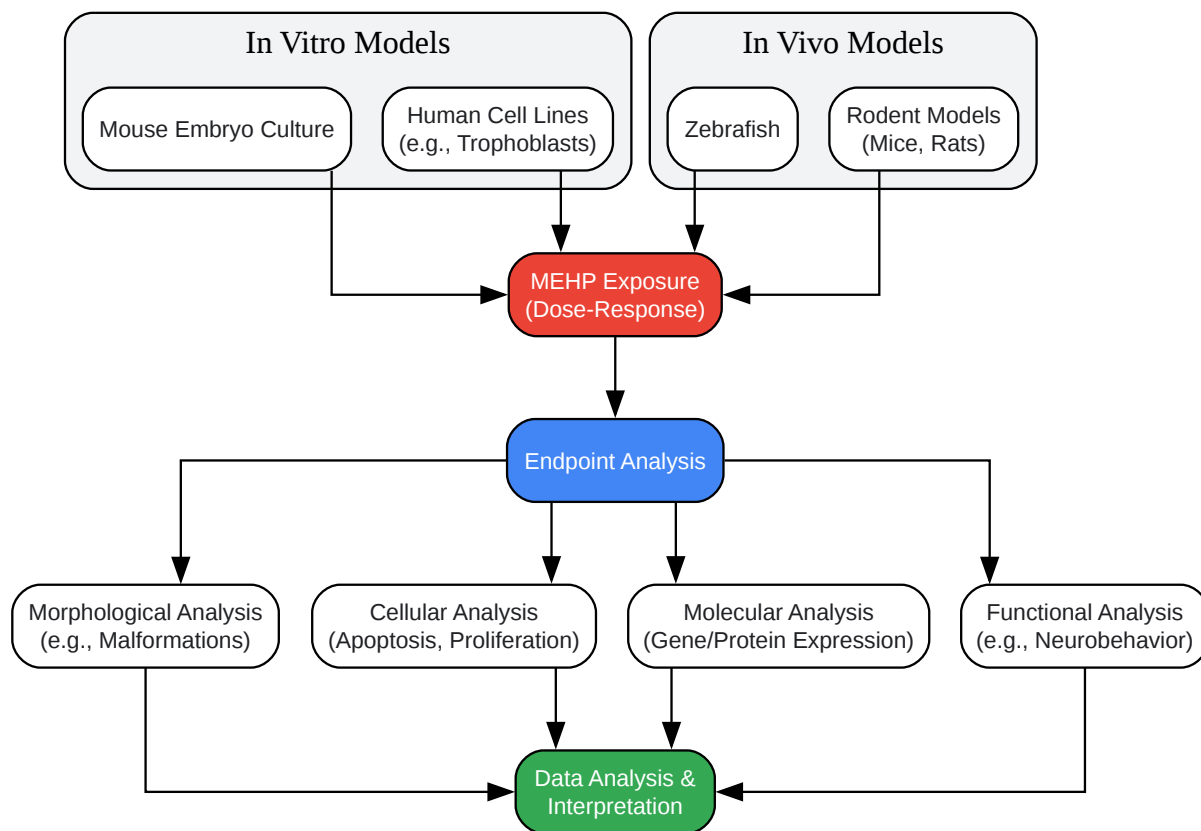 In Vitro Models
In Vivo Models
Mouse Embryo Culture
Human Cell Lines
(e.g., Trophoblasts)
Zebrafish
Rodent Models
(Mice, Rats)
MEHP Exposure
(Dose-Response)
Endpoint Analysis
Morphological Analysis
(e.g., Malformations)
Cellular Analysis
(Apoptosis, Proliferation)
Molecular Analysis
(Gene/Protein Expression)
Functional Analysis
(e.g., Neurobehavior)
Data Analysis &
Interpretation